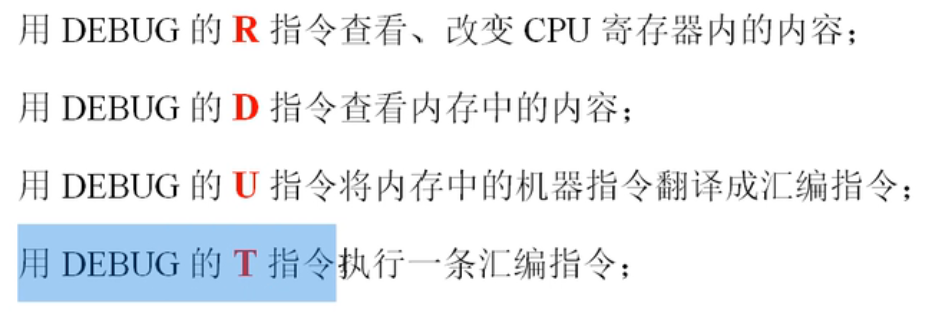 用 DEBUG 的 R 指令查看、改变 CPU 寄存器内的内容；
用 DEBUG 的 D 指令查看内存中的内容；
用 DEBUG 的 U 指令将内存中的机器指令翻译成汇编指令；
用 DEBUG 的 T 指令执行一条汇编指令；